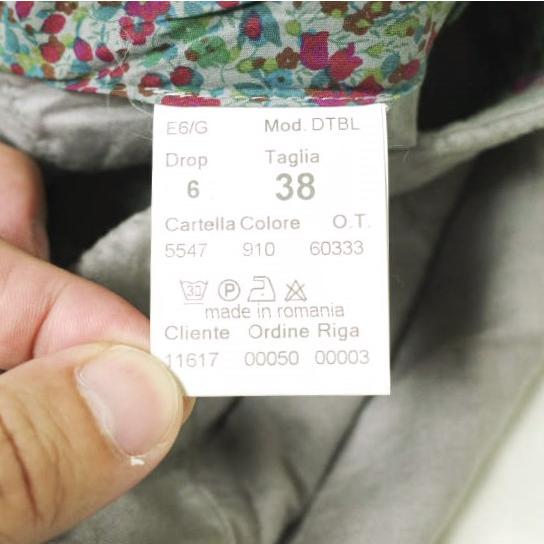 E6/G Mod. DTBL
Drop Taglia
6 38
Cartella Colore O.T.
5547 910 60333
30 P
made in romania
Cliente Ordine Riga
11617 00050 00003